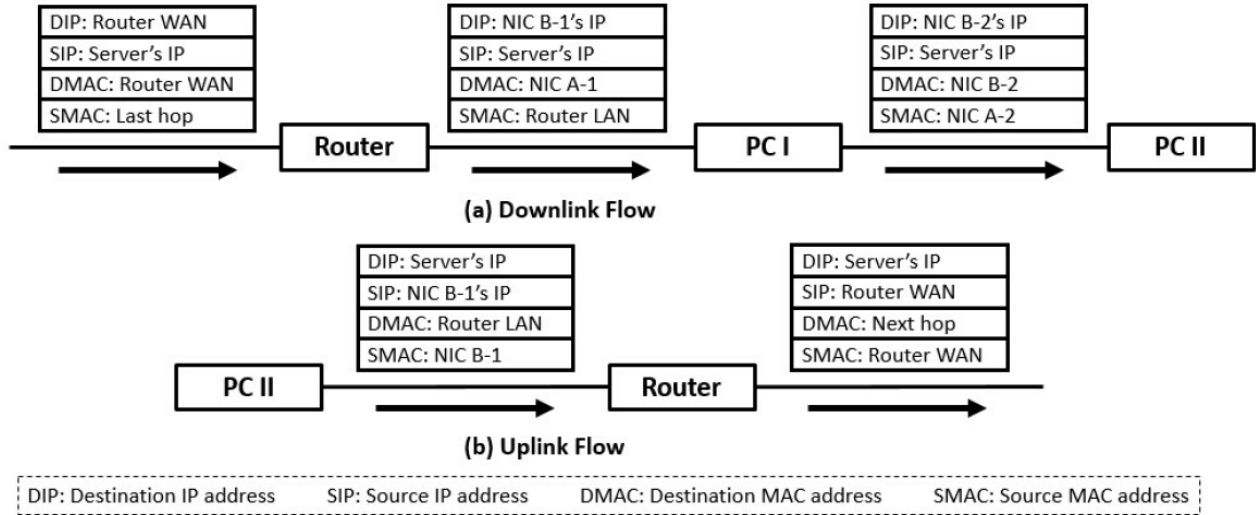 DIP: Router WAN
SIP: Server's IP
DMAC: Router WAN
SMAC: Last hop
DIP: NIC B-1's IP
SIP: Server's IP
DMAC: NIC A-1
SMAC: Router LAN
DIP: NIC B-2's IP
SIP: Server's IP
DMAC: NIC B-2
SMAC: NIC A-2
Router
PC I
PC II
(a) Downlink Flow
DIP: Server's IP
SIP: NIC B-1's IP
DMAC: Router LAN
SMAC: NIC B-1
DIP: Server's IP
SIP: Router WAN
DMAC: Next hop
SMAC: Router WAN
PC II
Router
(b) Uplink Flow
DIP: Destination IP address SIP: Source IP address DMAC: Destination MAC address SMAC: Source MAC address